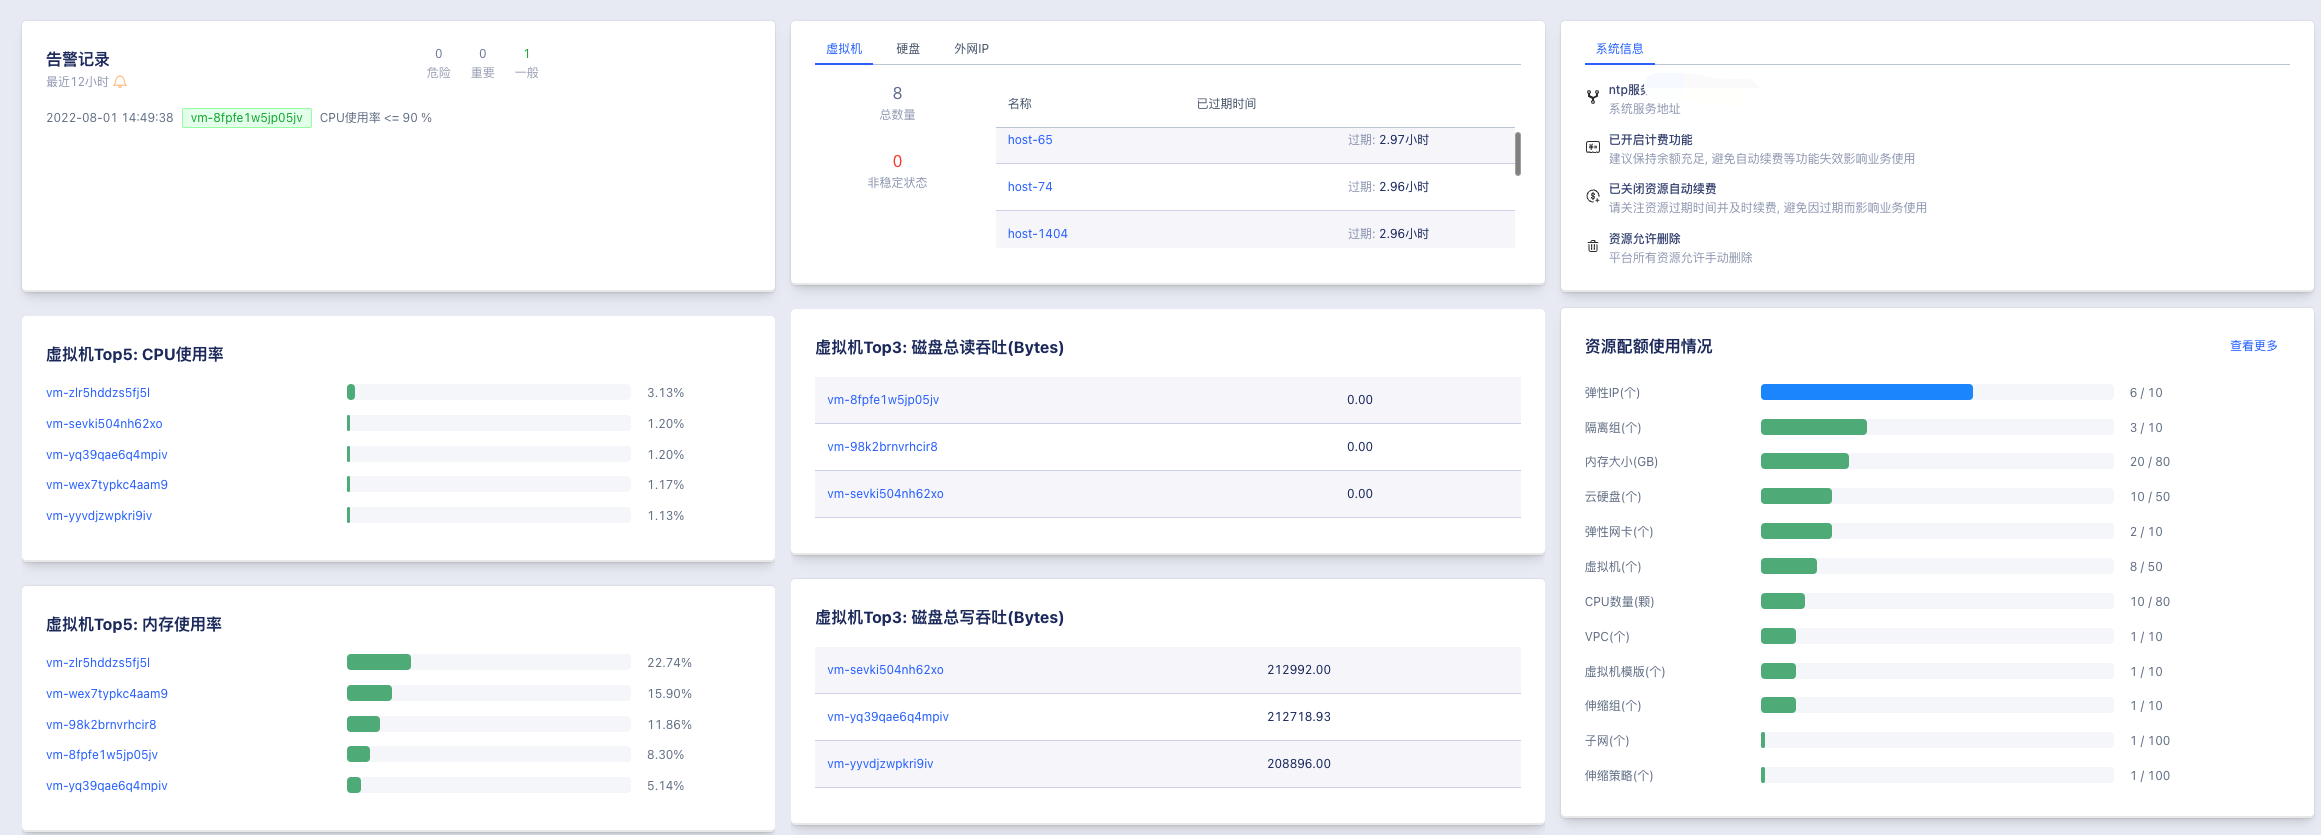 告警记录
最近12小时
0 0 1
危险 重要 一般
2022-08-01 14:49:38 vm-8fpfe1w5jp05jv CPU使用率 <= 90 %
虚拟机 硬盘 外网IP
8
总数量
0
非稳定状态
名称 已过期时间
host-65 过期: 2.97小时
host-74 过期: 2.96小时
host-1404 过期: 2.96小时
系统信息
ntp服
系统服务地址
已开启计费功能
建议保持余额充足, 避免自动续费等功能失效影响业务使用
已关闭资源自动续费
请关注资源过期时间并及时续费, 避免因过期而影响业务使用
资源允许删除
平台所有资源允许手动删除
虚拟机Top5: CPU使用率
vm-zlr5hddzs5fj5l 3.13%
vm-sevki504nh62xo 1.20%
vm-yq39qae6q4mpiv 1.20%
vm-wex7typkc4aam9 1.17%
vm-yyvdjzwpkri9iv 1.13%
虚拟机Top3: 磁盘总读吞吐(Bytes)
vm-8fpfe1w5jp05jv 0.00
vm-98k2brnvrhcir8 0.00
vm-sevki504nh62xo 0.00
资源配额使用情况 查看更多
弹性IP(个) 6 / 10
隔离组(个) 3 / 10
内存大小(GB) 20 / 80
云硬盘(个) 10 / 50
弹性网卡(个) 2 / 10
虚拟机(个) 8 / 50
CPU数量(颗) 10 / 80
VPC(个) 1 / 10
虚拟机模版(个) 1 / 10
伸缩组(个) 1 / 10
子网(个) 1 / 100
伸缩策略(个) 1 / 100
虚拟机Top5: 内存使用率
vm-zlr5hddzs5fj5l 22.74%
vm-wex7typkc4aam9 15.90%
vm-98k2brnvrhcir8 11.86%
vm-8fpfe1w5jp05jv 8.30%
vm-yq39qae6q4mpiv 5.14%
虚拟机Top3: 磁盘总写吞吐(Bytes)
vm-sevki504nh62xo 212992.00
vm-yq39qae6q4mpiv 212718.93
vm-yyvdjzwpkri9iv 208896.00